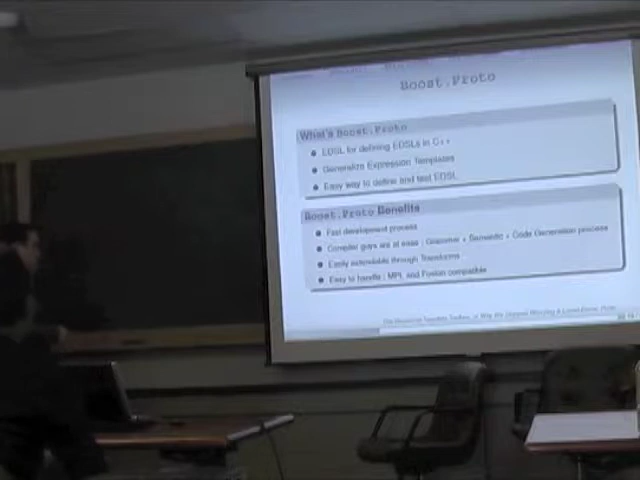 Boost.Proto
What's Boost.Proto
EDSL for defining EDSLs in C++
Generalize Expression Templates
Easy way to define and test EDSL
Boost.Proto Benefits
Fast development process
Compiler guys are at ease : Grammar + Semantic + Code Generation process
Easily extendable through Transforms
Easy to handle : MPL and Fusion compatible